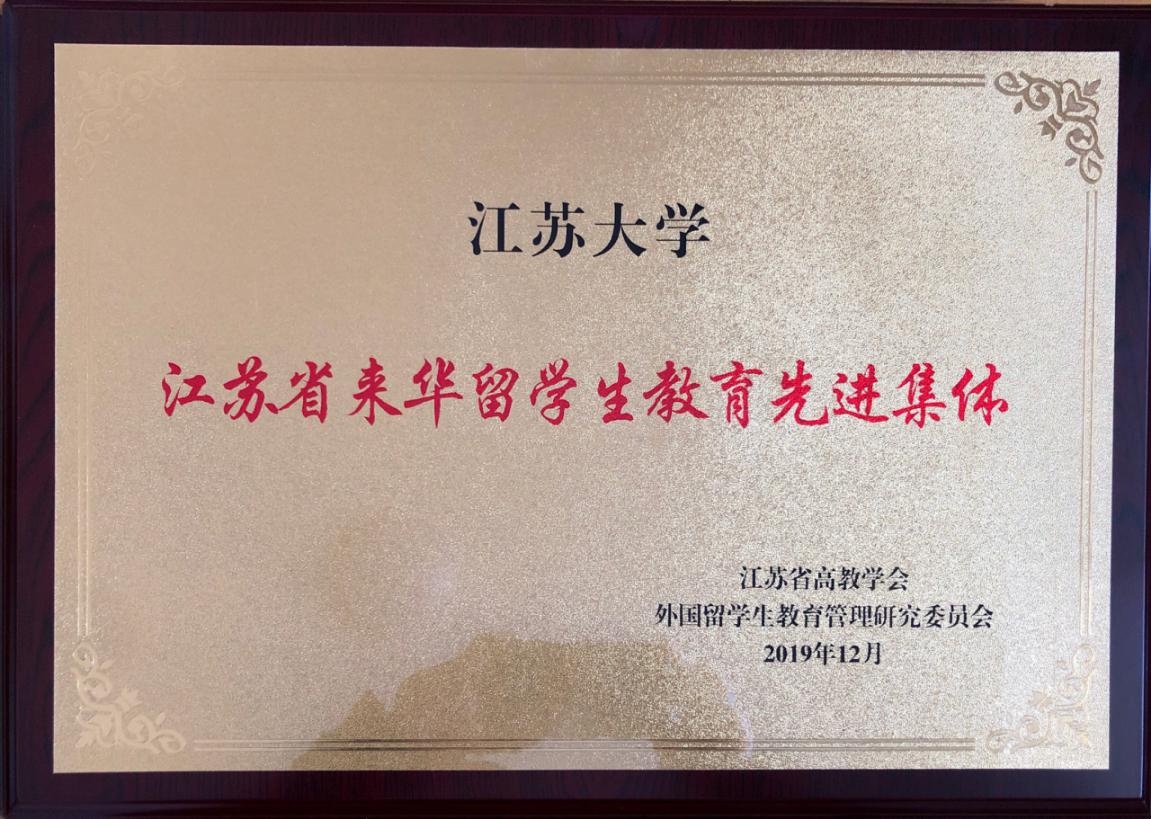 江苏大学
江苏省来华留学生教育先进集体
江苏省高教学会
外国留学生教育管理研究委员会
2019年12月